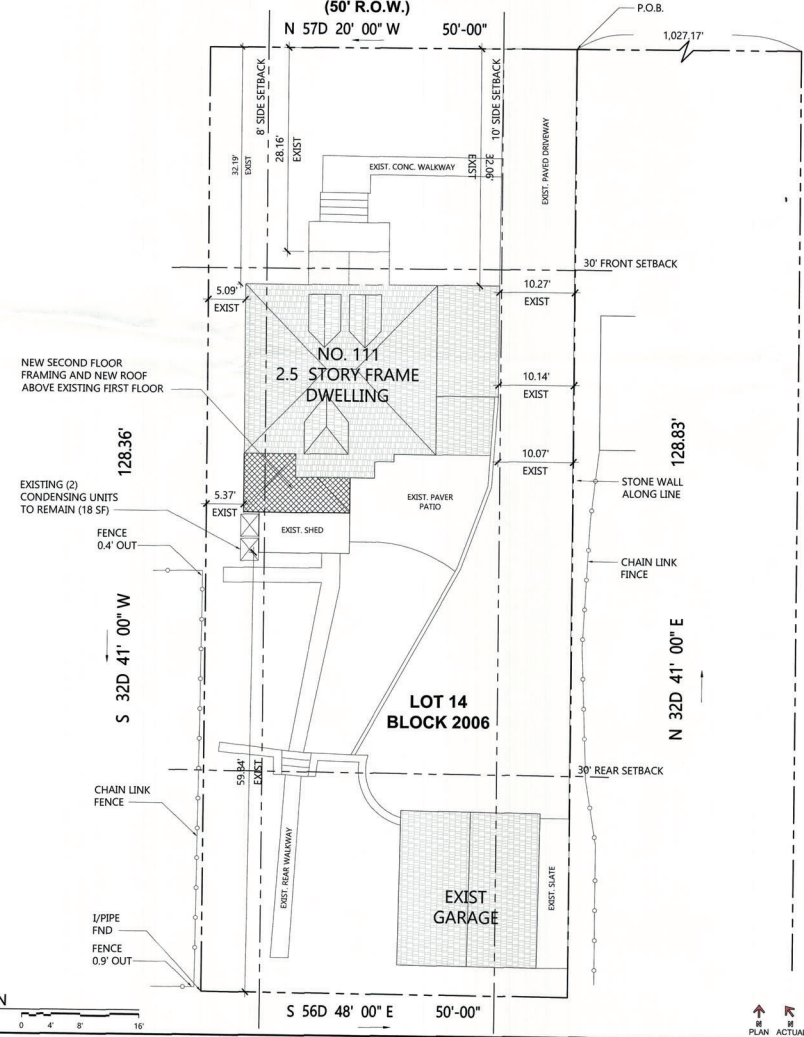 (50' R.O.W.)
N 57D 20' 00" W
50'-00"
P.O.B.
1,027.17'
8' SIDE SETBACK
10' SIDE SETBACK
32.19'
EXIST
28.16'
EXIST
EXIST
32.06'
EXIST. CONC. WALKWAY
EXIST. PAVED DRIVEWAY
30' FRONT SETBACK
5.09'
EXIST
10.27'
EXIST
NO. 111
2.5 STORY FRAME
DWELLING
10.14'
EXIST
NEW SECOND FLOOR
FRAMING AND NEW ROOF
ABOVE EXISTING FIRST FLOOR
128.36'
128.83'
10.07'
EXIST
STONE WALL
ALONG LINE
EXISTING (2)
CONDENSING UNITS
TO REMAIN (18 SF)
5.37'
EXIST
EXIST. PAVER
PATIO
EXIST. SHED
FENCE
0.4' OUT
CHAIN LINK
FINCE
S 32D 41' 00" W
N 32D 41' 00" E
LOT 14
BLOCK 2006
59.84'
EXIST
30' REAR SETBACK
CHAIN LINK
FENCE
EXIST. REAR WALKWAY
EXIST
GARAGE
EXIST. SLATE
I/PIPE
FND
FENCE
0.9' OUT
N
0 4' 8' 16'
S 56D 48' 00" E
50'-00"
N N
PLAN ACTUAL